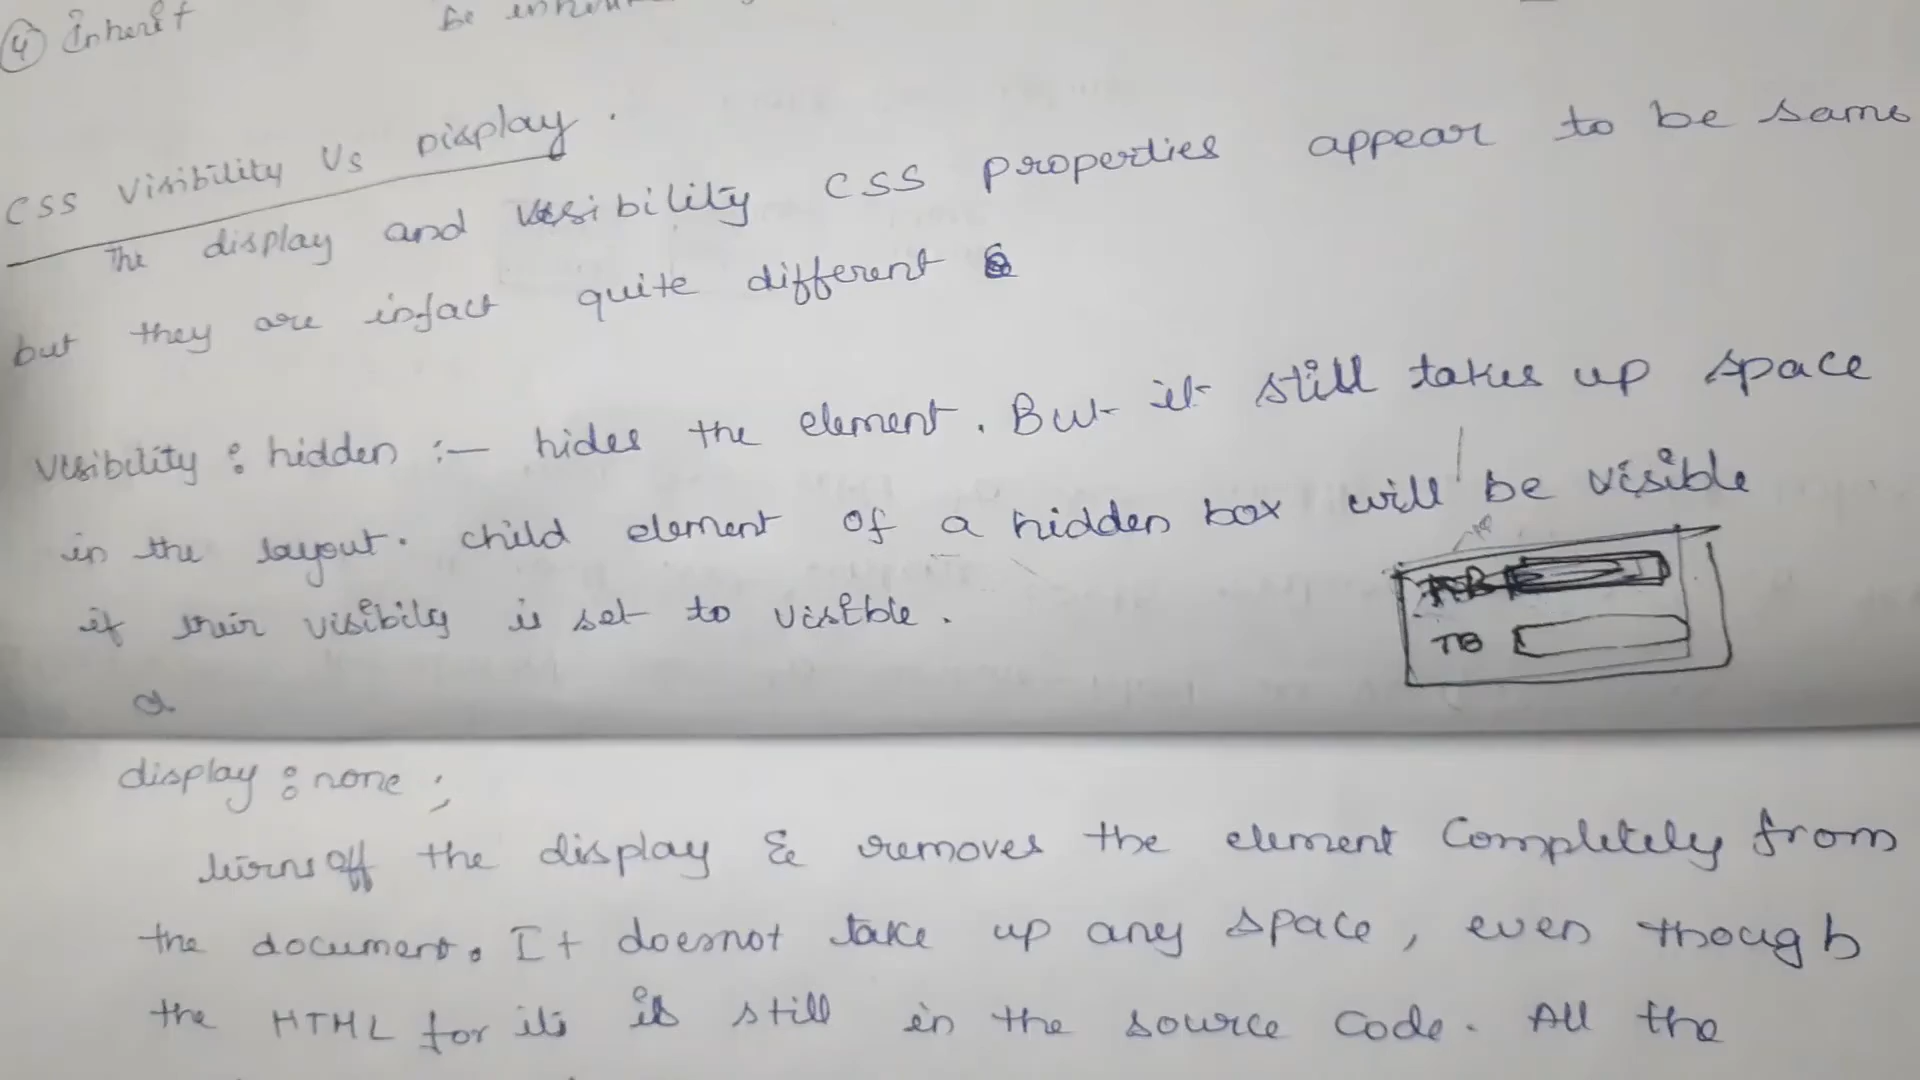 ④ inherit be
CSS Visibility Vs Display.
The display and visibility CSS properties appear to be same
but they are infact quite different
visibility : hidden :- hides the element. But it still takes up space
in the layout. child element of a hidden box will be visible
if their visibily is set to visible.
display : none ;
turns off the display & removes the element Completely from
the document. It doesnot take up any space, even though
the HTML for its is still in the source code. All the
TB